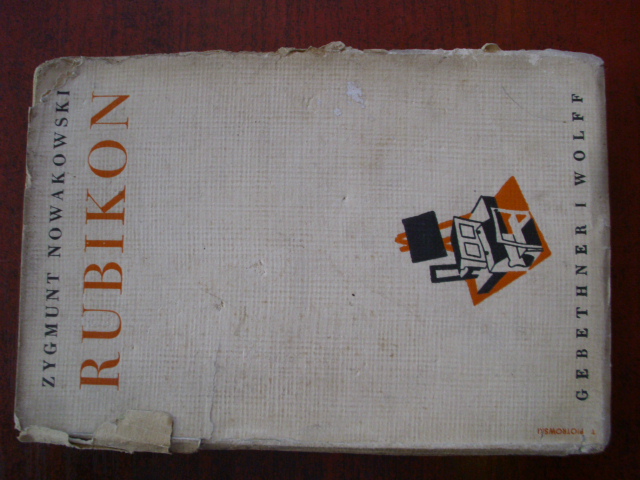 ZYGMUNT NOWAKOWSKI
RUBIKON
GEBETHNER I WOLFF